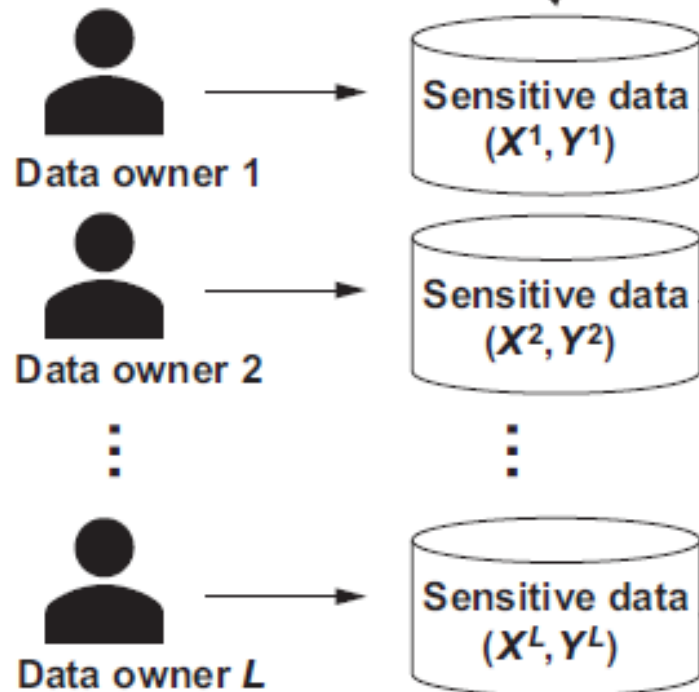 Sensitive data
(X¹, Y¹)
Data owner 1
Sensitive data
(X², Y²)
Data owner 2
⋮ ⋮
Sensitive data
(Xᴸ, Yᴸ)
Data owner L